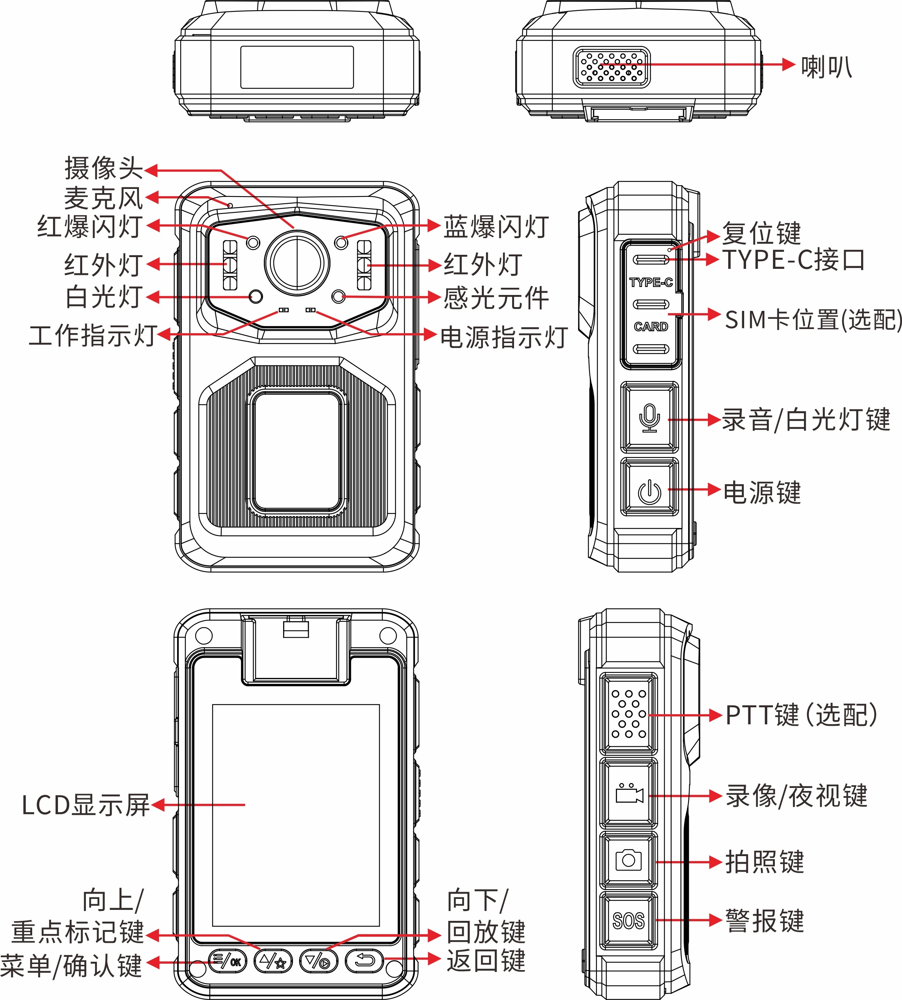 喇叭
摄像头
麦克风
红爆闪灯
蓝爆闪灯
红外灯
红外灯
白光灯
感光元件
工作指示灯
电源指示灯
复位键
TYPE-C接口
TYPE-C
SIM卡位置(选配)
CARD
录音/白光灯键
电源键
LCD显示屏
向上/
重点标记键
菜单/确认键
向下/
回放键
返回键
OK
PTT键(选配)
录像/夜视键
拍照键
SOS
警报键